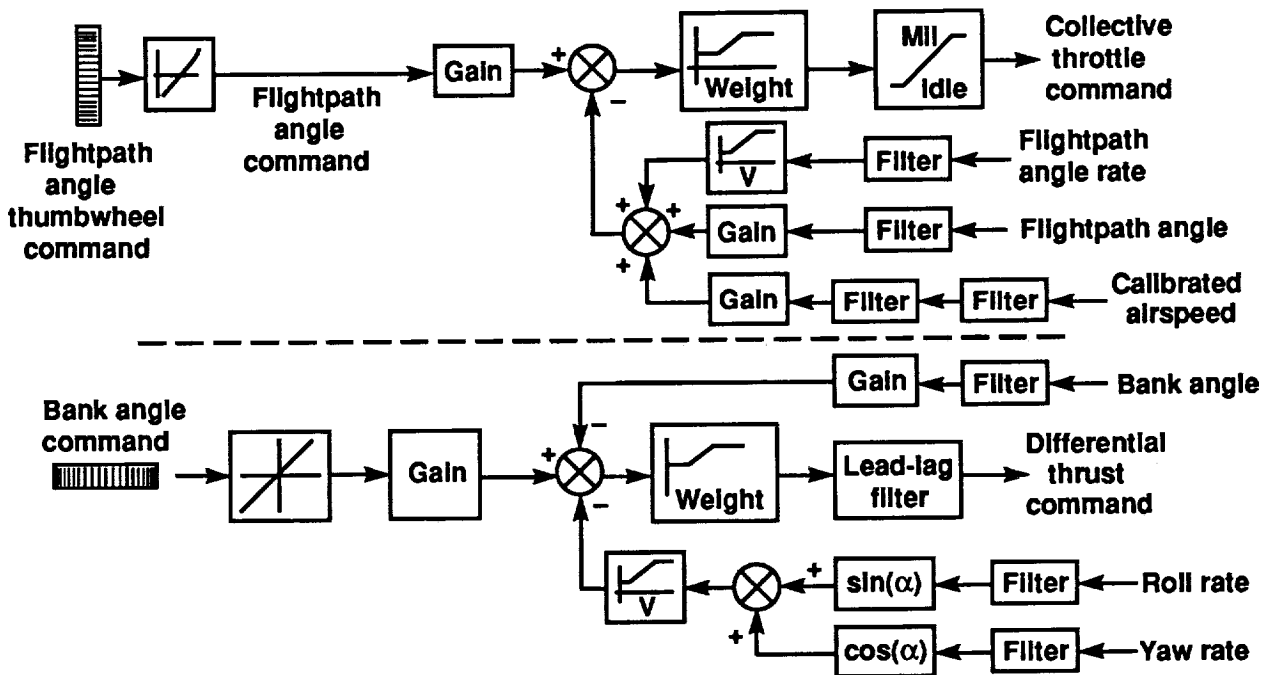 Mil
Idle
Collective
throttle
command
Gain
+
−
Weight
Flightpath
angle
command
Flightpath
angle
thumbwheel
command
V
Filter
Flightpath
angle rate
+
+
+
Gain
Filter
Flightpath angle
Gain
Filter
Filter
Calibrated
airspeed
Gain
Filter
Bank angle
Bank angle
command
Gain
+
−
−
Weight
Lead-lag
filter
Differential
thrust
command
V
+
+
sin(α)
Filter
Roll rate
cos(α)
Filter
Yaw rate